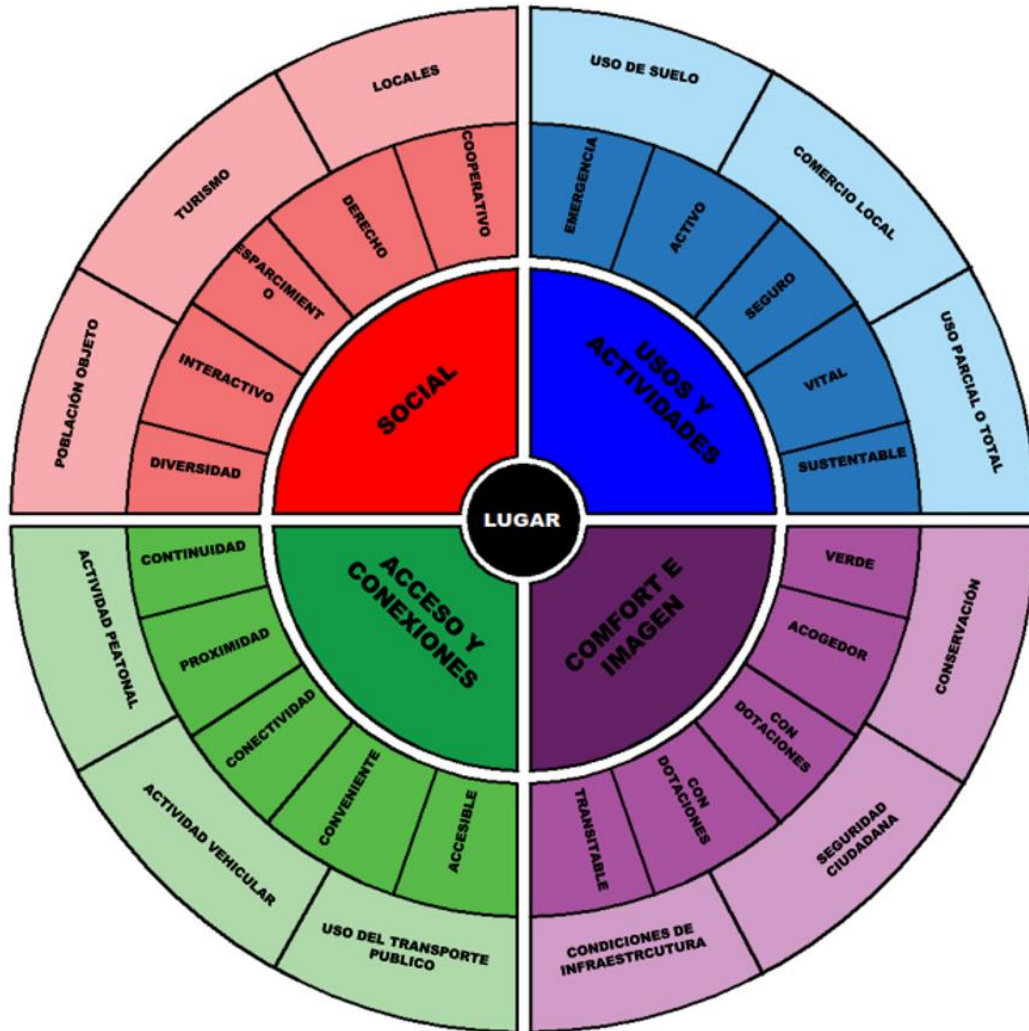 LOCALES
TURISMO
POBLACIÓN OBJETO
COOPERATIVO
DERECHO
ESPARCIMIENT
O
INTERACTIVO
DIVERSIDAD
SOCIAL
USO DE SUELO
COMERCIO LOCAL
USO PARCIAL O TOTAL
EMERGENCIA
ACTIVO
SEGURO
VITAL
SUSTENTABLE
USOS Y
ACTIVIDADES
LUGAR
ACCESO Y
CONEXIONES
CONTINUIDAD
PROXIMIDAD
CONECTIVIDAD
CONVENIENTE
ACCESIBLE
ACTIVIDAD PEATONAL
ACTIVIDAD VEHICULAR
USO DEL TRANSPORTE
PUBLICO
COMFORT E
IMAGEN
VERDE
ACOGEDOR
CON
DOTACIONES
CON
DOTACIONES
TRANSITABLE
CONSERVACIÓN
SEGURIDAD
CIUDADANA
CONDICIONES DE
INFRAESTRCUTURA